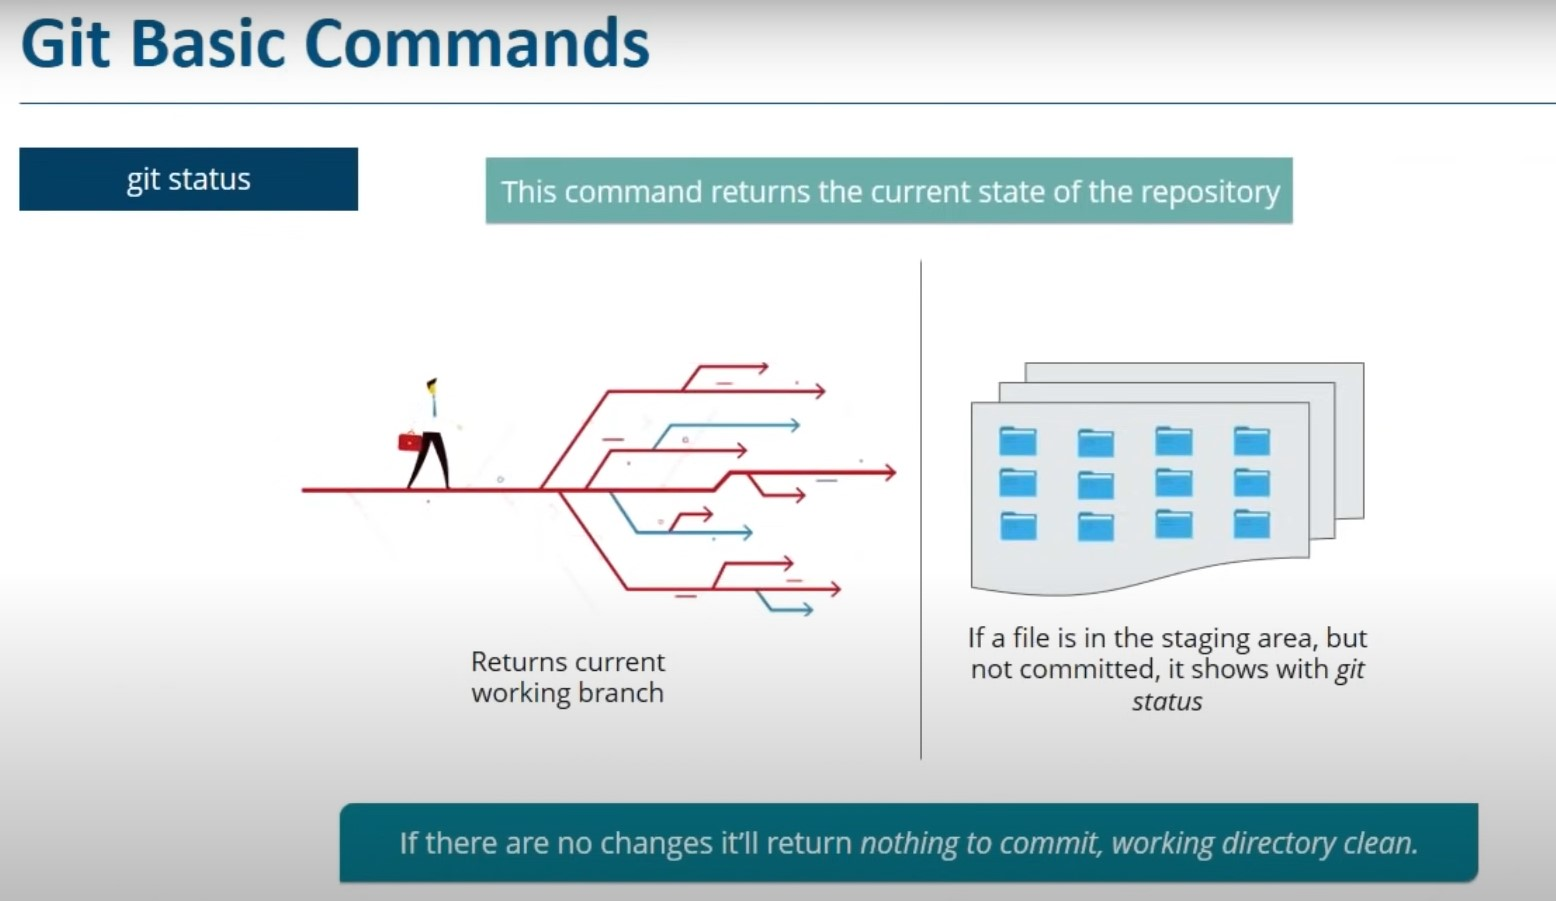 Git Basic Commands
git status
This command returns the current state of the repository
Returns current
working branch
If a file is in the staging area, but
not committed, it shows with git
status
If there are no changes it'll return nothing to commit, working directory clean.